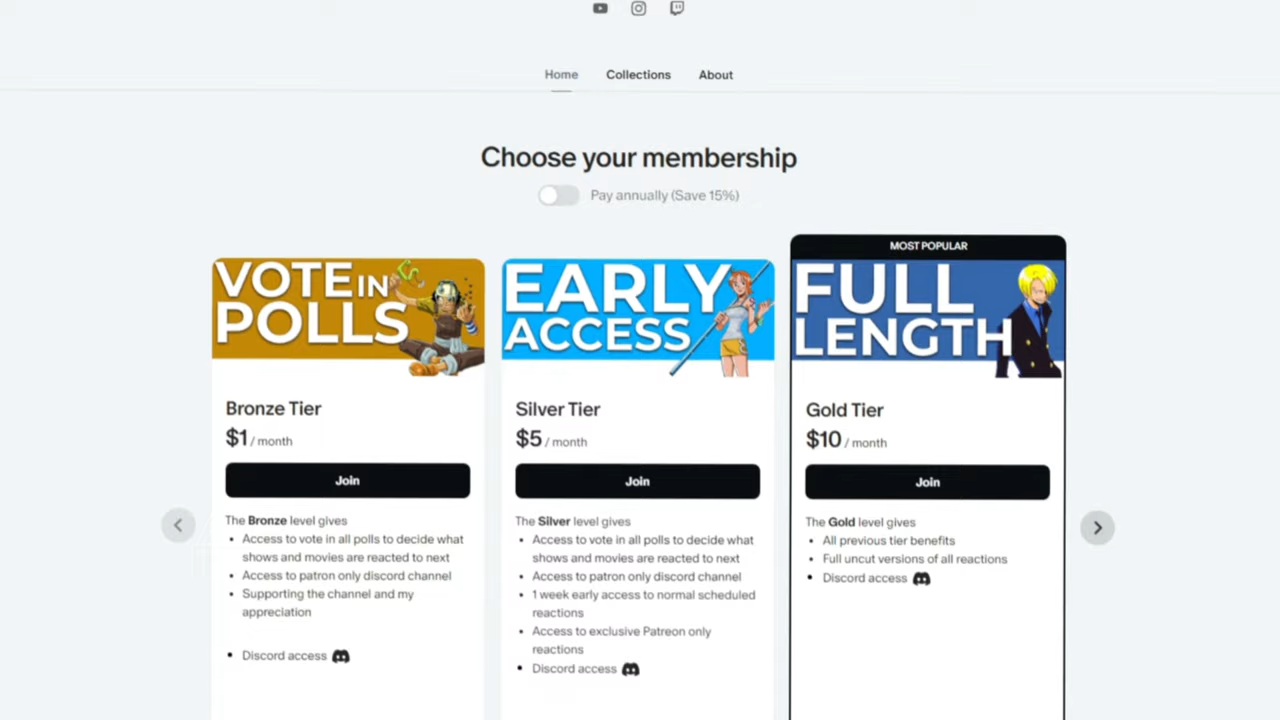 Home Collections About
Choose your membership
Pay annually (Save 15%)
VOTE IN
POLLS
Bronze Tier
$1 / month
Join
The Bronze level gives
• Access to vote in all polls to decide what
shows and movies are reacted to next
• Access to patron only discord channel
• Supporting the channel and my
appreciation
• Discord access
EARLY
ACCESS
Silver Tier
$5 / month
Join
The Silver level gives
• Access to vote in all polls to decide what
shows and movies are reacted to next
• Access to patron only discord channel
• 1 week early access to normal scheduled
reactions
• Access to exclusive Patreon only
reactions
• Discord access
MOST POPULAR
FULL
LENGTH
Gold Tier
$10 / month
Join
The Gold level gives
• All previous tier benefits
• Full uncut versions of all reactions
• Discord access